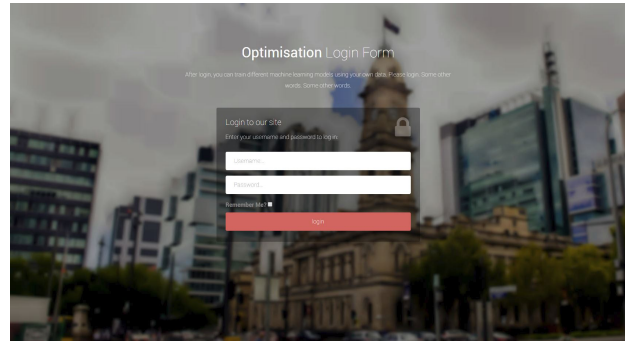 Optimisation Login Form
After login, you can train different machine learning models using your own data. Please login. Some other
words. Some other words.
Login to our site
Enter your username and password to log in:
Username...
Password...
Remember Me?
login